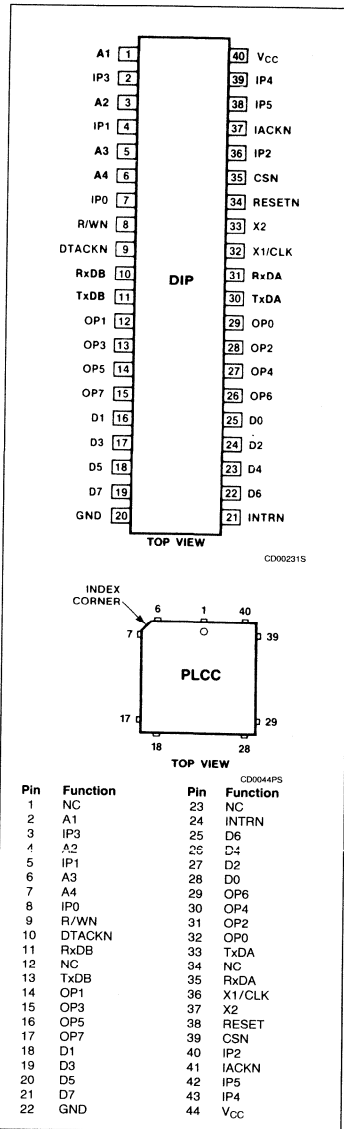 A1 1 40 VCC
IP3 2 39 IP4
A2 3 38 IP5
IP1 4 37 IACKN
A3 5 36 IP2
A4 6 35 CSN
IP0 7 34 RESETN
R/WN 8 33 X2
DTACKN 9 32 X1/CLK
RxDB 10 31 RxDA
DIP
TxDB 11 30 TxDA
OP1 12 29 OP0
OP3 13 28 OP2
OP5 14 27 OP4
OP7 15 26 OP6
D1 16 25 D0
D3 17 24 D2
D5 18 23 D4
D7 19 22 D6
GND 20 21 INTRN
TOP VIEW
CD00231S
INDEX
CORNER
6 1 40
7 39
PLCC
17 29
18 28
TOP VIEW
CD0044PS
Pin Function Pin Function
1 NC 23 NC
2 A1 24 INTRN
3 IP3 25 D6
4 A2 26 D4
5 IP1 27 D2
6 A3 28 D0
7 A4 29 OP6
8 IP0 30 OP4
9 R/WN 31 OP2
10 DTACKN 32 OP0
11 RxDB 33 TxDA
12 NC 34 NC
13 TxDB 35 RxDA
14 OP1 36 X1/CLK
15 OP3 37 X2
16 OP5 38 RESET
17 OP7 39 CSN
18 D1 40 IP2
19 D3 41 IACKN
20 D5 42 IP5
21 D7 43 IP4
22 GND 44 VCC